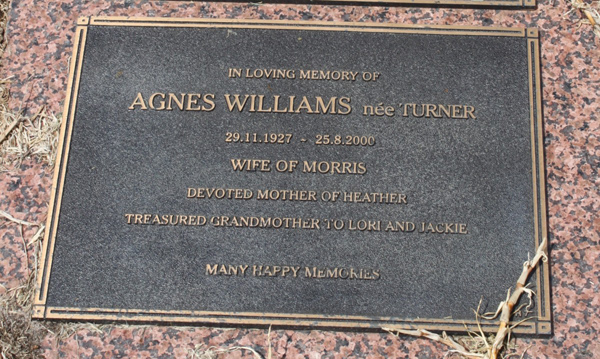 IN LOVING MEMORY OF
AGNES WILLIAMS née TURNER
29.11.1927 - 25.8.2000
WIFE OF MORRIS
DEVOTED MOTHER OF HEATHER
TREASURED GRANDMOTHER TO LORI AND JACKIE
MANY HAPPY MEMORIES